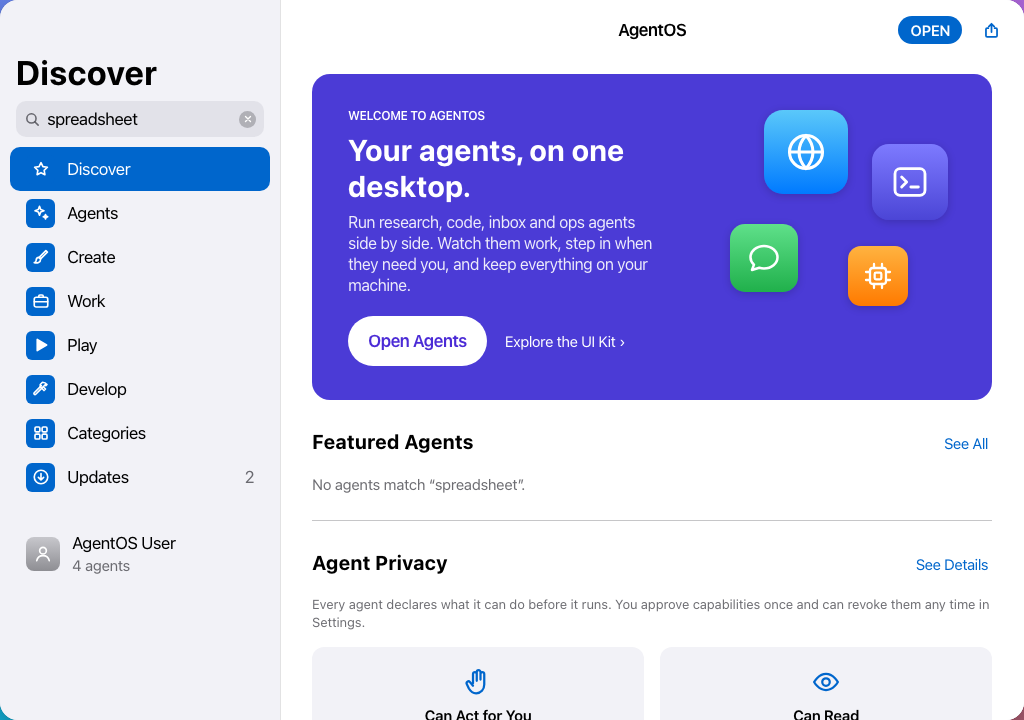 Discover
spreadsheet
Discover
Agents
Create
Work
Play
Develop
Categories
Updates 2
AgentOS User
4 agents
AgentOS
OPEN
WELCOME TO AGENTOS
Your agents, on one
desktop.
Run research, code, inbox and ops agents
side by side. Watch them work, step in when
they need you, and keep everything on your
machine.
Open Agents
Explore the UI Kit ›
Featured Agents
See All
No agents match “spreadsheet”.
Agent Privacy
See Details
Every agent declares what it can do before it runs. You approve capabilities once and can revoke them any time in
Settings.
Can Act for You
Can Read